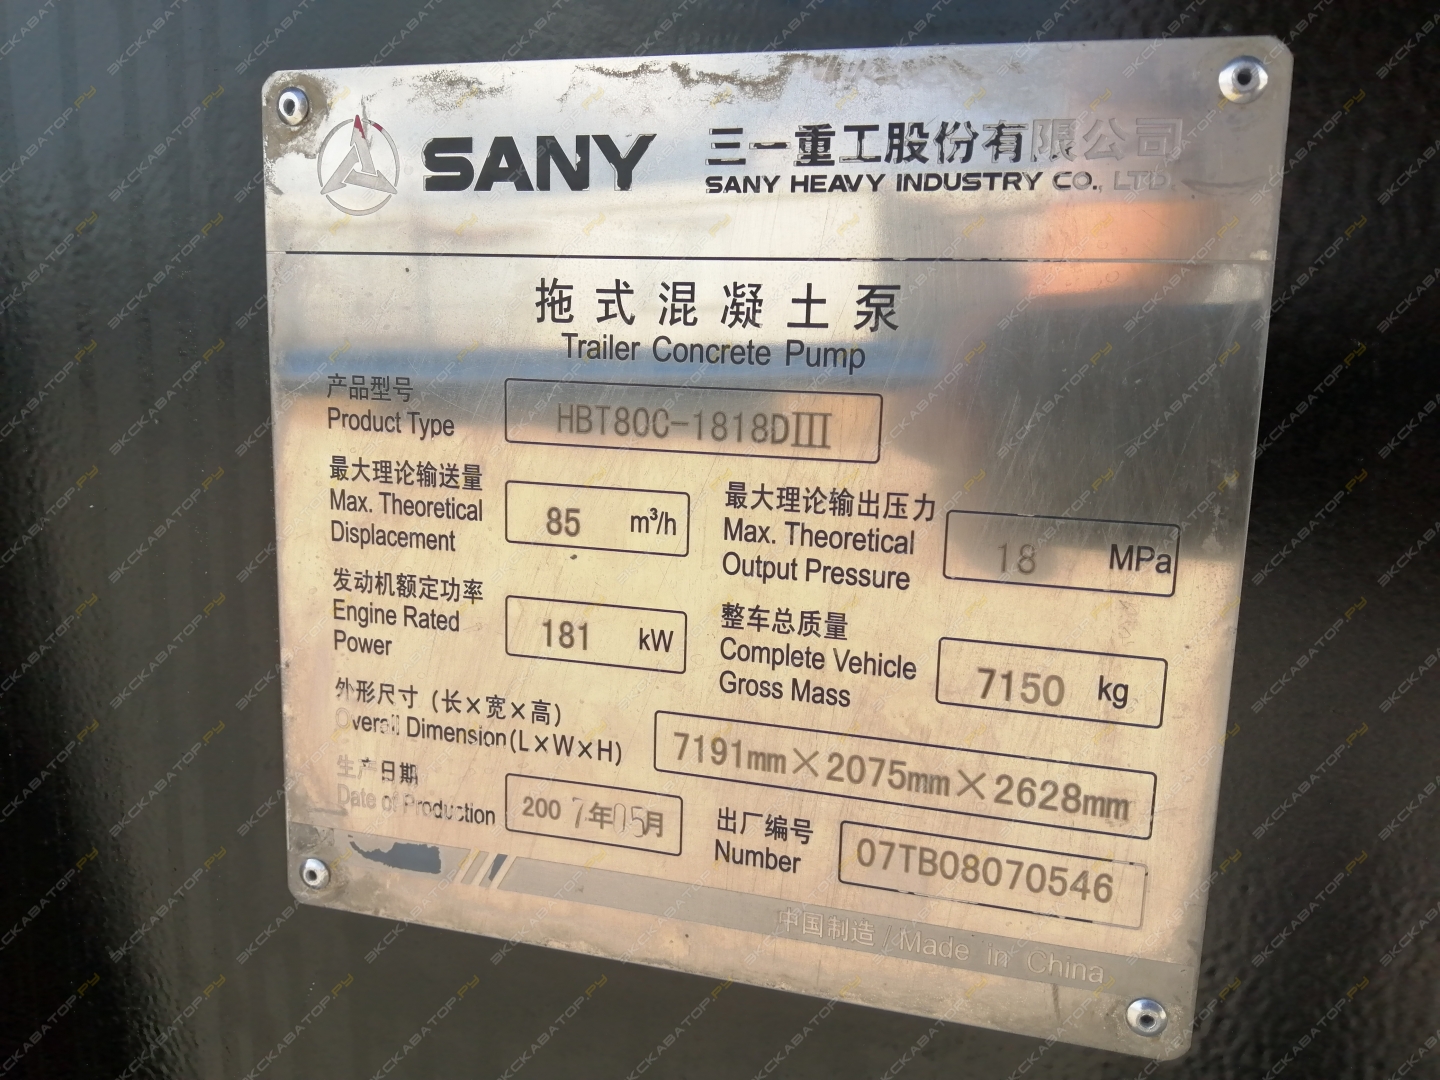 SANY
三一重工股份有限公司
SANY HEAVY INDUSTRY CO., LTD.
拖式混凝土泵
Trailer Concrete Pump
产品型号
Product Type
HBT80C-1818DIII
最大理论输送量
Max. Theoretical
Displacement
85 m³/h
最大理论输出压力
Max. Theoretical
Output Pressure
18 MPa
发动机额定功率
Engine Rated
Power
181 kW
整车总质量
Complete Vehicle
Gross Mass
7150 kg
外形尺寸(长×宽×高)
Overall Dimension(L×W×H)
7191mm×2075mm×2628mm
生产日期
Date of Production
2007年05月
出厂编号
Number
07TB08070546
中国制造/Made in China
ЭКСКАВАТОР.РУ